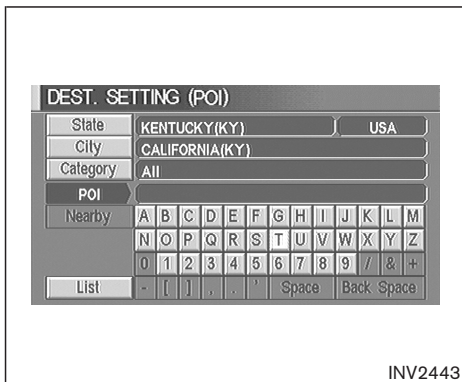 DEST. SETTING (POI)
State KENTUCKY(KY) USA
City CALIFORNIA(KY)
Category All
POI
Nearby A B C D E F G H I J K L M
N O P Q R S T U V W X Y Z
0 1 2 3 4 5 6 7 8 9 / & +
List - [ ] , . ' Space Back Space
INV2443